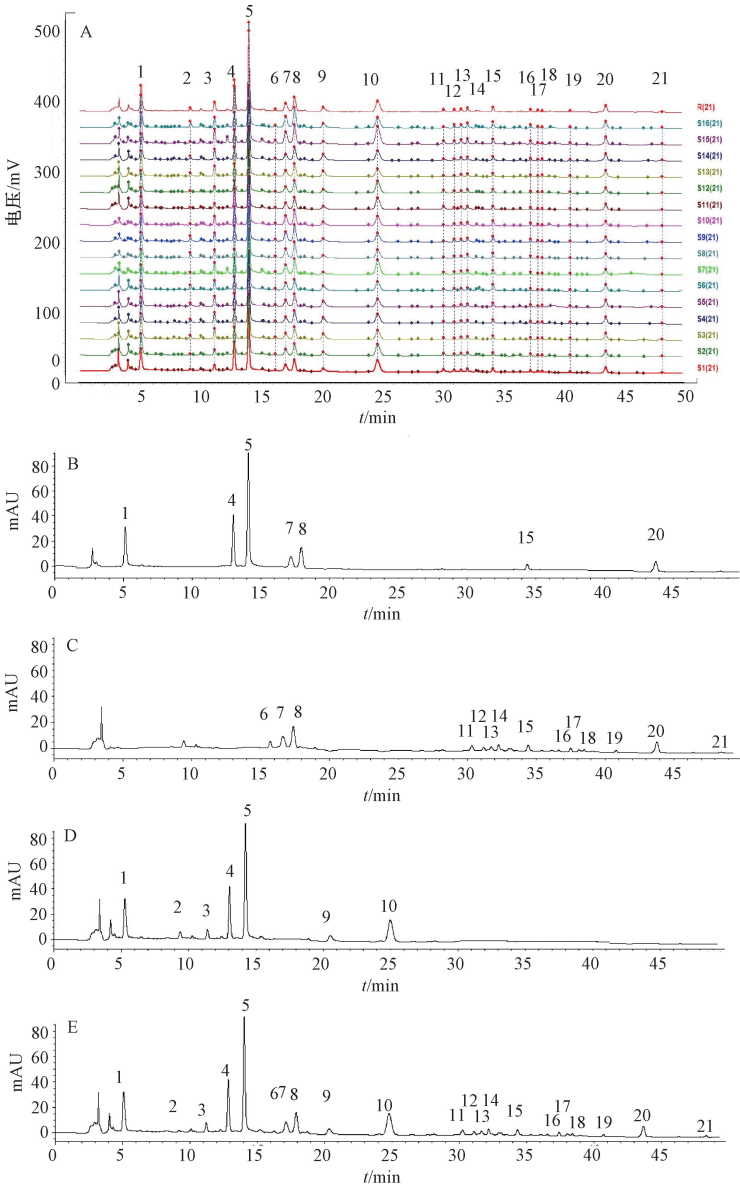 A
电压/mV
500
400
300
200
100
0
0
1
2
3
4
5
6
7
8
9
10
11
12
13
14
15
16
17
18
19
20
21
R(21)
S16(21)
S15(21)
S14(21)
S13(21)
S12(21)
S11(21)
S10(21)
S9(21)
S8(21)
S7(21)
S6(21)
S5(21)
S4(21)
S3(21)
S2(21)
S1(21)
5 10 15 20 25 30 35 40 45 50
t/min
B
mAU
80
60
40
20
0
1
4
5
7 8
15
20
0 5 10 15 20 25 30 35 40 45
t/min
C
mAU
80
60
40
20
0
6 7 8
11
12
13
14
15
16
17
18
19
20
21
0 5 10 15 20 25 30 35 40 45
t/min
D
mAU
80
60
40
20
0
1
2
3
4
5
9
10
0 5 10 15 20 25 30 35 40 45
t/min
E
mAU
80
60
40
20
0
1
2
3
4
5
67 8
9
10
11
12
13
14
15
16
17
18
19
20
21
0 5 10 15 20 25 30 35 40 45
t/min